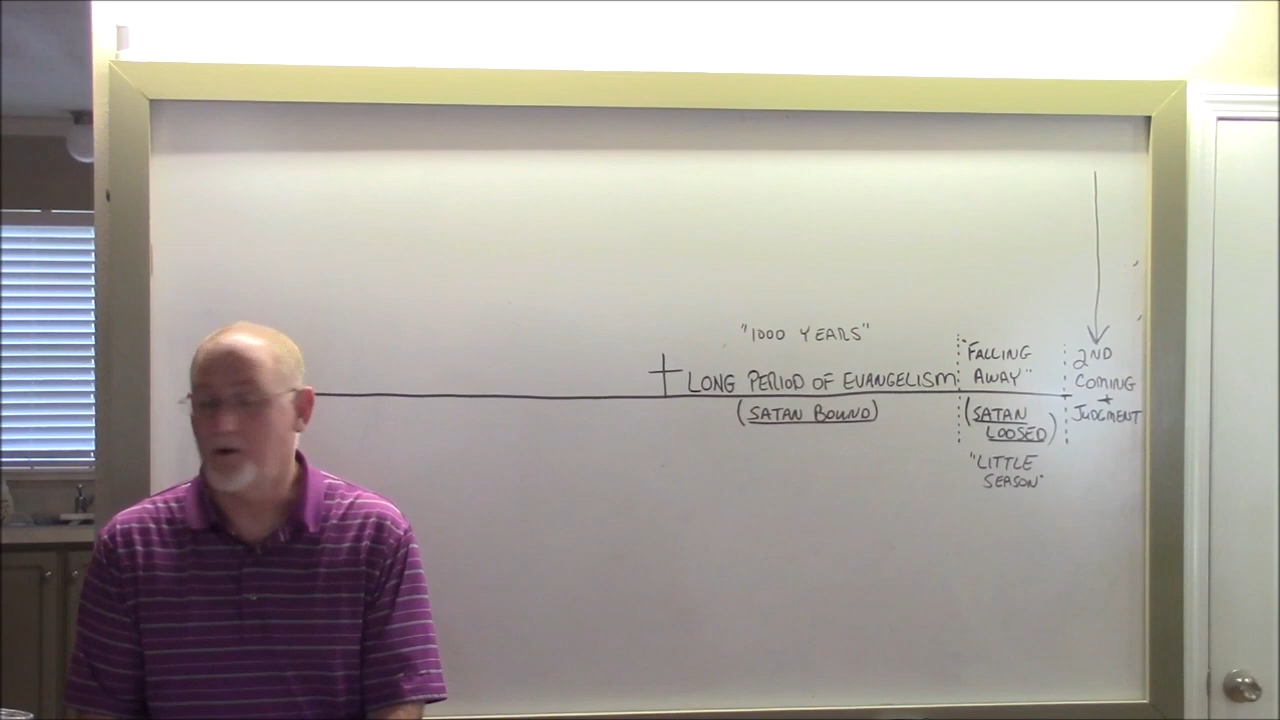 "1000 YEARS"
LONG PERIOD OF EVANGELISM
(SATAN BOUND)
"FALLING
AWAY"
(SATAN
LOOSED)
"LITTLE
SEASON"
2ND
COMING
+
JUDGMENT